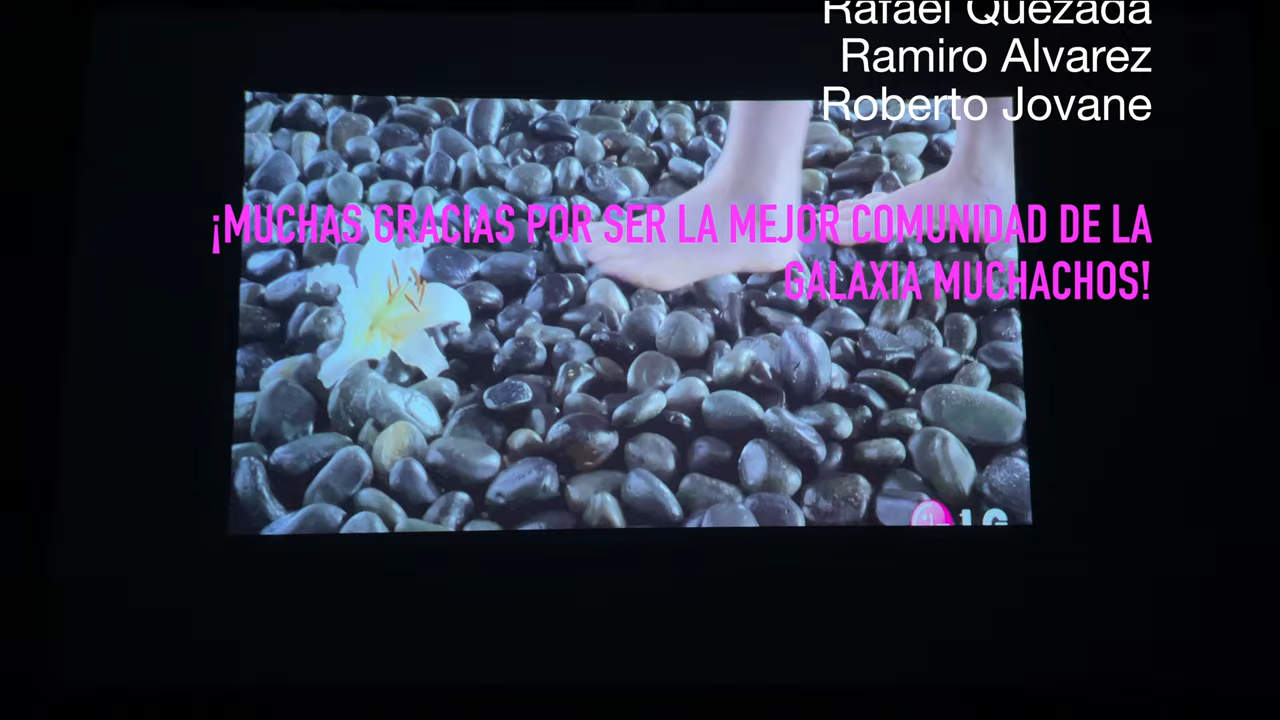 Rafael Quezada
Ramiro Alvarez
Roberto Jovane
¡MUCHAS GRACIAS POR SER LA MEJOR COMUNIDAD DE LA
GALAXIA MUCHACHOS!
LG